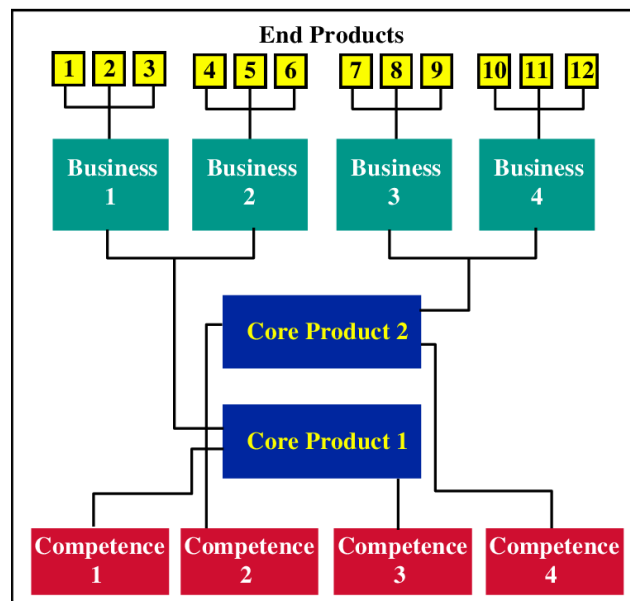 End Products
1 2 3 4 5 6 7 8 9 10 11 12
Business Business Business Business
1 2 3 4
Core Product 2
Core Product 1
Competence Competence Competence Competence
1 2 3 4